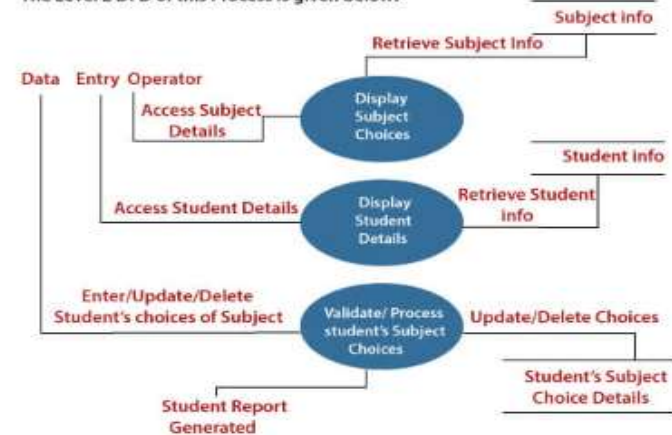 Subject info
Retrieve Subject Info
Data Entry Operator
Access Subject
Details
Display
Subject
Choices
Student info
Access Student Details
Display
Student
Details
Retrieve Student
info
Enter/Update/Delete
Student's choices of Subject
Validate/ Process
student's Subject
Choices
Update/Delete Choices
Student's Subject
Choice Details
Student Report
Generated